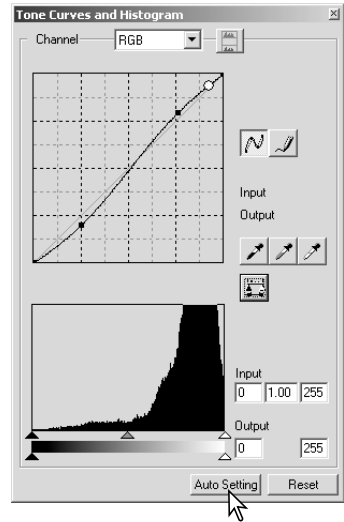 Tone Curves and Histogram
Channel RGB
Input
Output
Input
0 1.00 255
Output
0 255
Auto Setting Reset